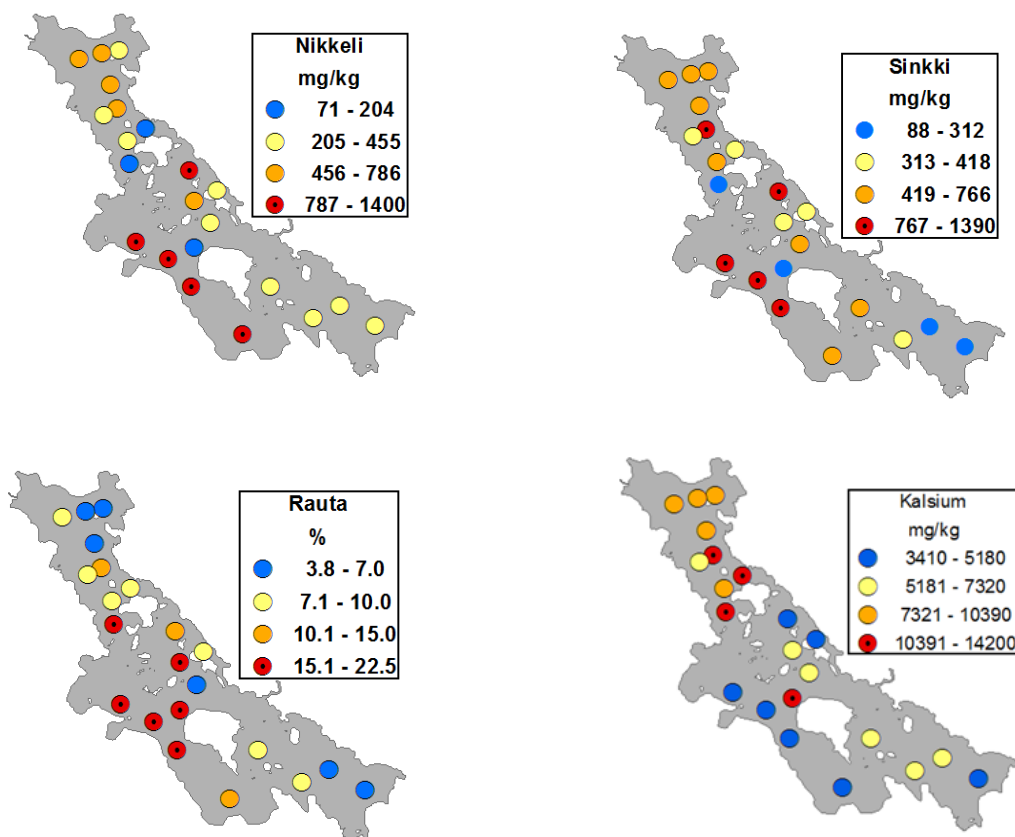 Nikkeli
mg/kg
71 - 204
205 - 455
456 - 786
787 - 1400
Sinkki
mg/kg
88 - 312
313 - 418
419 - 766
767 - 1390
Rauta
%
3.8 - 7.0
7.1 - 10.0
10.1 - 15.0
15.1 - 22.5
Kalsium
mg/kg
3410 - 5180
5181 - 7320
7321 - 10390
10391 - 14200